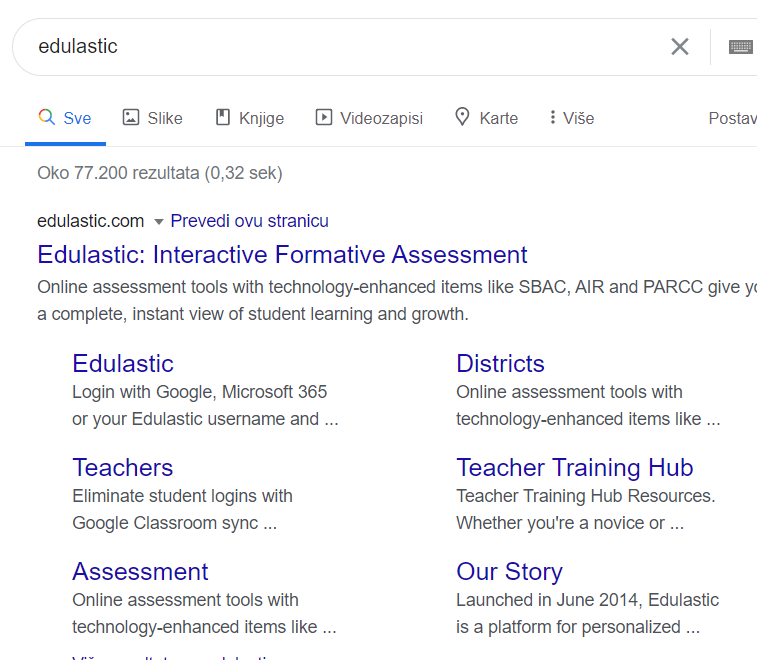 edulastic
Sve Slike Knjige Videozapisi Karte Više
Oko 77.200 rezultata (0,32 sek)
edulastic.com Prevedi ovu stranicu
Edulastic: Interactive Formative Assessment
Online assessment tools with technology-enhanced items like SBAC, AIR and PARCC give
a complete, instant view of student learning and growth.
Edulastic
Login with Google, Microsoft 365
or your Edulastic username and ...
Districts
Online assessment tools with
technology-enhanced items like ...
Teachers
Eliminate student logins with
Google Classroom sync ...
Teacher Training Hub
Teacher Training Hub Resources.
Whether you're a novice or ...
Assessment
Online assessment tools with
technology-enhanced items like ...
Our Story
Launched in June 2014, Edulastic
is a platform for personalized ...